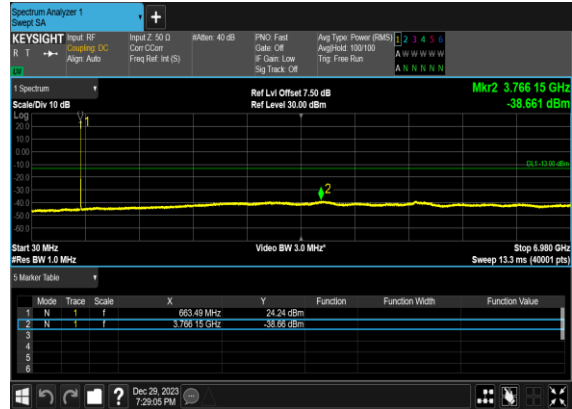 Spectrum Analyzer 1
Swept SA
+
KEYSIGHT Input: RF Input Z: 50 Ω #Atten: 40 dB PNO: Fast Avg Type: Power (RMS) 1 2 3 4 5 6
R T Coupling: DC Corr CCorr Gate: Off Avg|Hold: 100/100 A W W W W W
Align: Auto Freq Ref: Int (S) IF Gain: Low Trig: Free Run
Sig Track: Off A N N N N N
1 Spectrum Ref Lvl Offset 7.50 dB Mkr2 3.766 15 GHz
Scale/Div 10 dB Ref Level 30.00 dBm -38.661 dBm
Log
1
20.0
10.0
0.00
-10.0
DL1 -13.00 dBm
-20.0
-30.0
2
-40.0
-50.0
-60.0
Start 30 MHz Video BW 3.0 MHz* Stop 6.980 GHz
#Res BW 1.0 MHz Sweep 13.3 ms (40001 pts)
5 Marker Table
Mode Trace Scale X Y Function Function Width Function Value
1 N 1 f 663.49 MHz 24.24 dBm
2 N 1 f 3.766 15 GHz -38.66 dBm
3
4
5
6
? Dec 29, 2023
7:29:05 PM